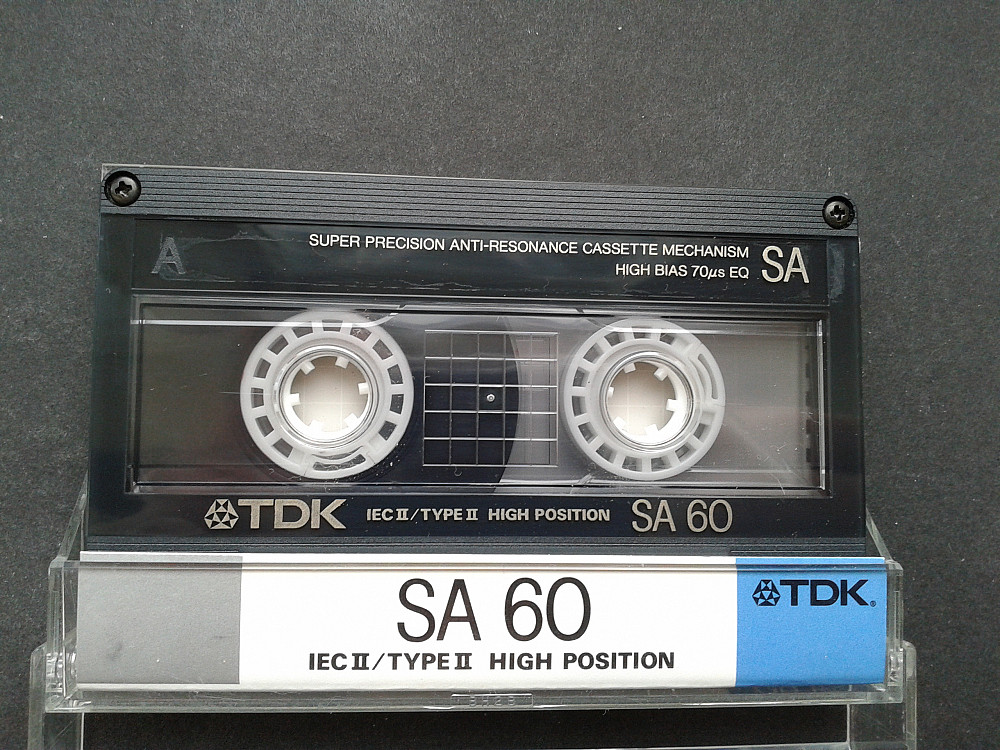 A
SUPER PRECISION ANTI-RESONANCE CASSETTE MECHANISM
HIGH BIAS 70μs EQ
SA
TDK IEC II/TYPE II HIGH POSITION SA 60
SA 60
IEC II/TYPE II HIGH POSITION
TDK®